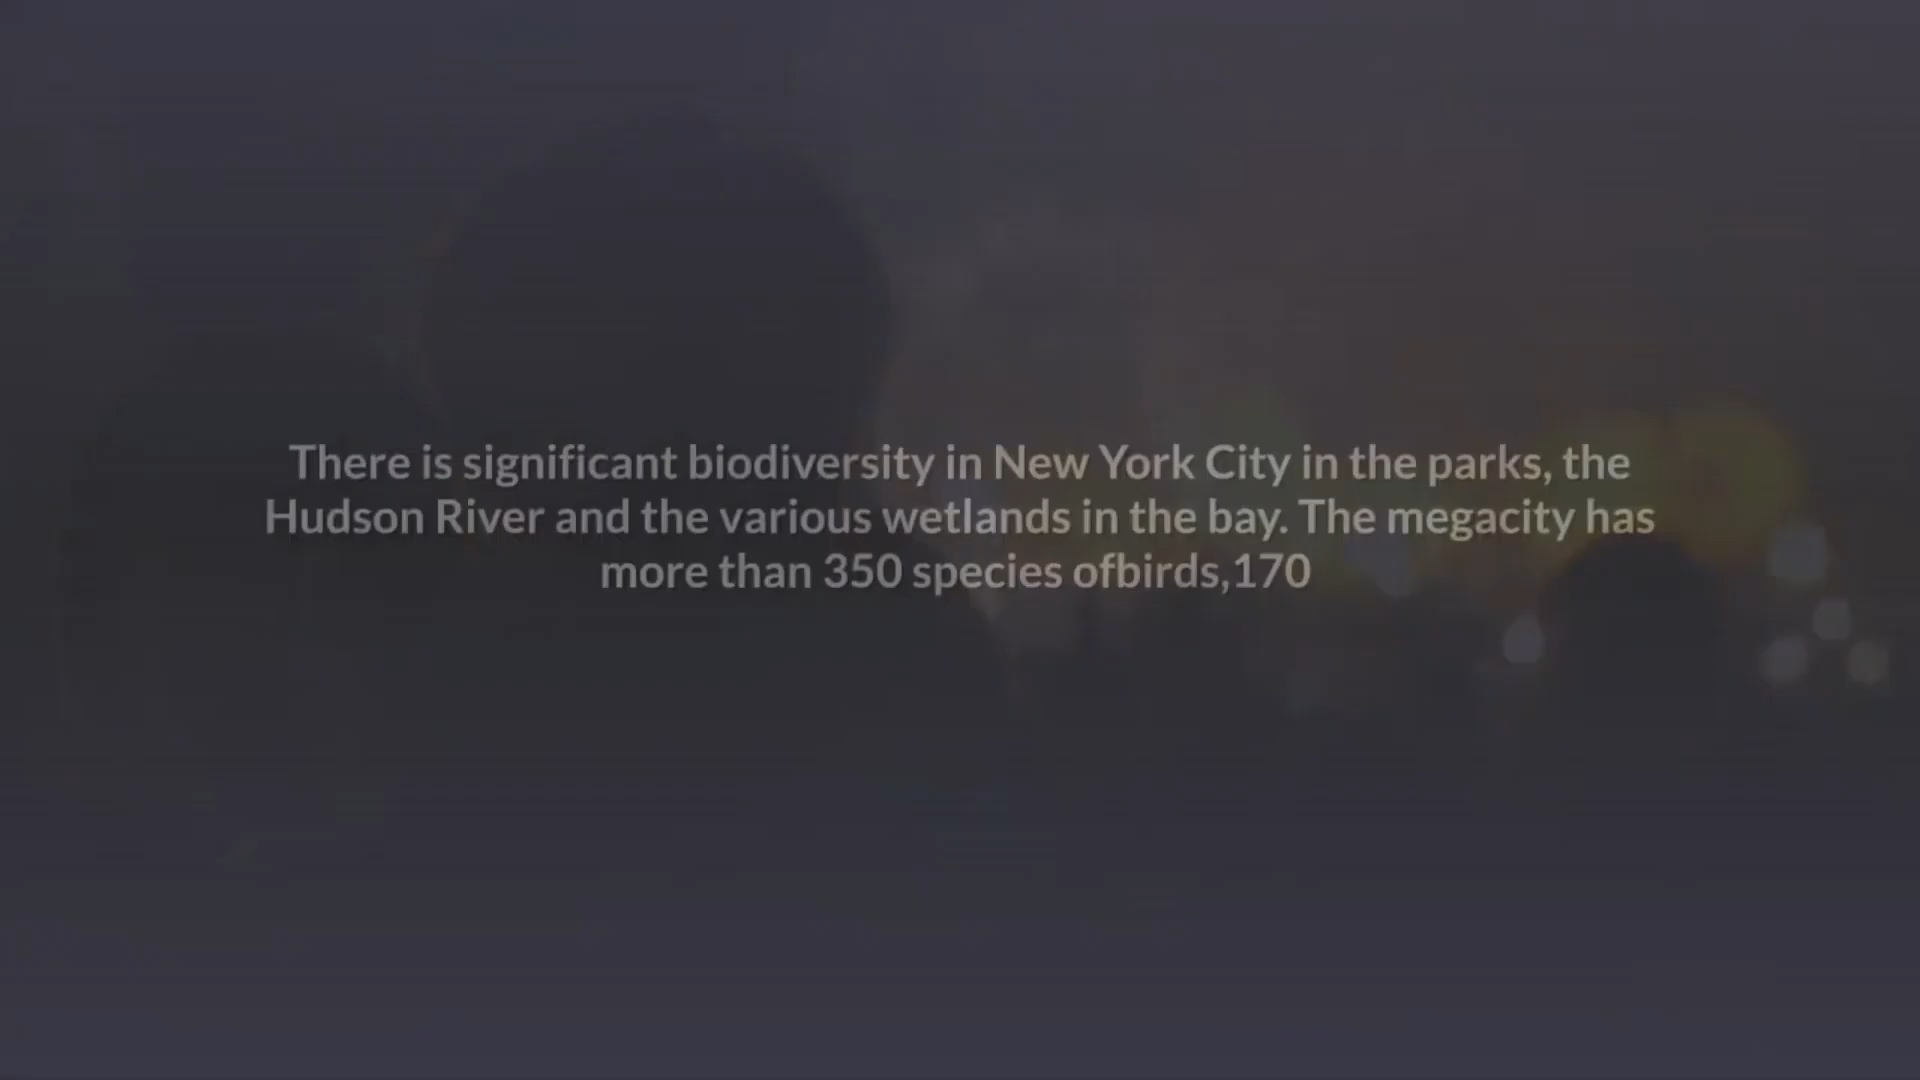 There is significant biodiversity in New York City in the parks, the
Hudson River and the various wetlands in the bay. The megacity has
more than 350 species ofbirds,170